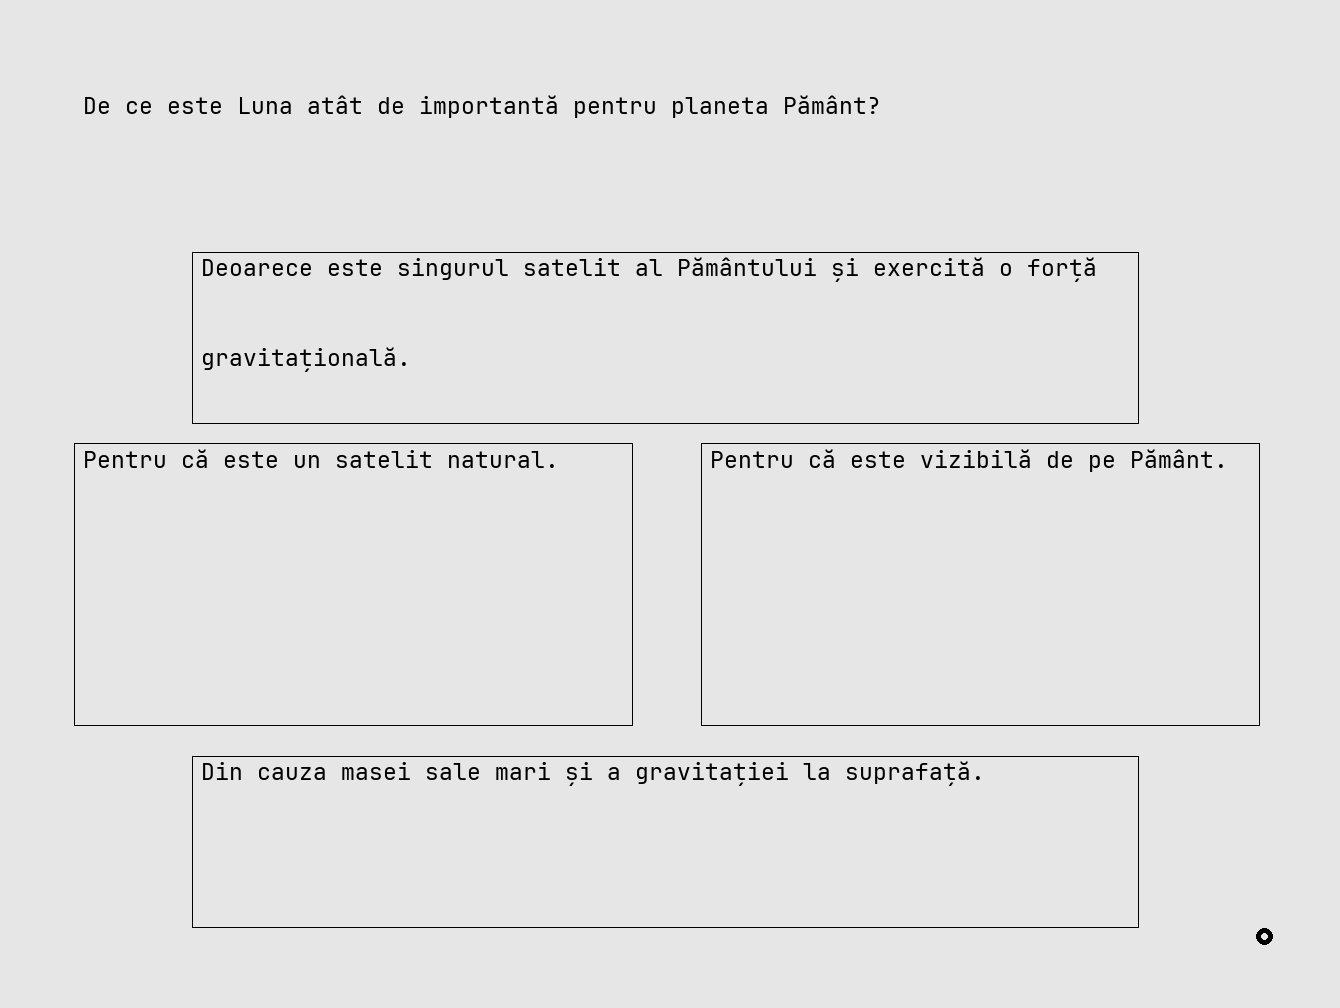 De ce este Luna atât de importantă pentru planeta Pământ?
Deoarece este singurul satelit al Pământului și exercită o forță
gravitațională.
Pentru că este un satelit natural.
Pentru că este vizibilă de pe Pământ.
Din cauza masei sale mari și a gravitației la suprafață.